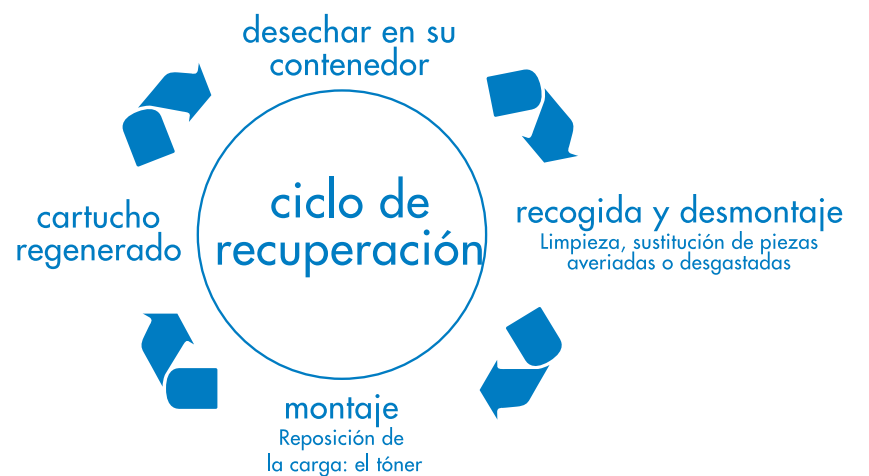 desechar en su
contenedor
ciclo de
recuperación
recogida y desmontaje
Limpieza, sustitución de piezas
averiadas o desgastadas
montaje
Reposición de
la carga: el tóner
cartucho
regenerado